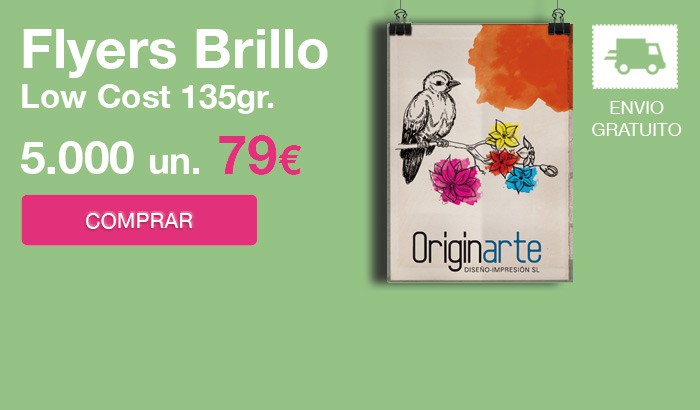 Flyers Brillo
Low Cost 135gr.
5.000 un. 79€
COMPRAR
Originarte
DISEÑO-IMPRESIÓN SL
ENVIO
GRATUITO